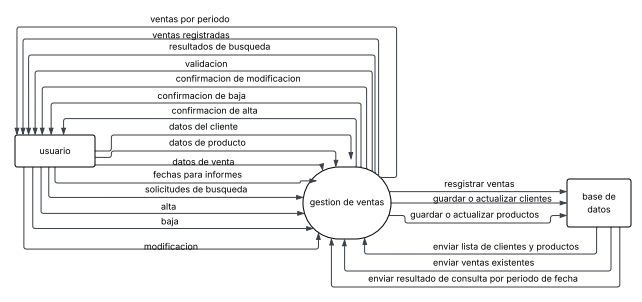 ventas por periodo
ventas registradas
resultados de busqueda
validacion
confirmacion de modificacion
confirmacion de baja
confirmacion de alta
datos del cliente
datos de producto
datos de venta
fechas para informes
solicitudes de busqueda
alta
baja
modificacion
usuario
gestion de ventas
resgistrar ventas
guardar o actualizar clientes
guardar o actualizar productos
base de
datos
enviar lista de clientes y productos
enviar ventas existentes
enviar resultado de consulta por periodo de fecha